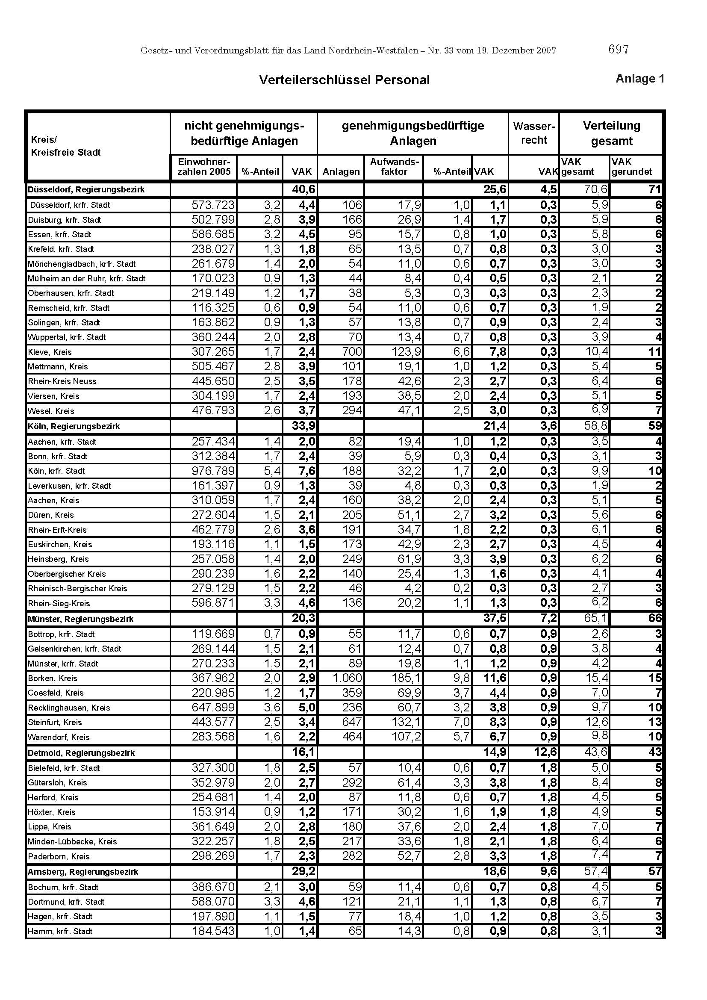 Gesetz- und Verordnungsblatt für das Land Nordrhein-Westfalen – Nr. 33 vom 19. Dezember 2007 697
Verteilerschlüssel Personal Anlage 1
Kreis/
Kreisfreie Stadt
nicht genehmigungs-
bedürftige Anlagen
genehmigungsbedürftige
Anlagen
Wasser-
recht
Verteilung
gesamt
Einwohner-
zahlen 2005 %-Anteil VAK Anlagen
Aufwands-
faktor %-Anteil VAK VAK
VAK
gesamt
VAK
gerundet
Düsseldorf, Regierungsbezirk 40,6 25,6 4,5 70,6 71
Düsseldorf, krfr. Stadt 573.723 3,2 4,4 106 17,9 1,0 1,1 0,3 5,9 6
Duisburg, krfr. Stadt 502.799 2,8 3,9 166 26,9 1,4 1,7 0,3 5,9 6
Essen, krfr. Stadt 586.685 3,2 4,5 95 15,7 0,8 1,0 0,3 5,8 6
Krefeld, krfr. Stadt 238.027 1,3 1,8 65 13,5 0,7 0,8 0,3 3,0 3
Mönchengladbach, krfr. Stadt 261.679 1,4 2,0 54 11,0 0,6 0,7 0,3 3,0 3
Mülheim an der Ruhr, krfr. Stadt 170.023 0,9 1,3 44 8,4 0,4 0,5 0,3 2,1 2
Oberhausen, krfr. Stadt 219.149 1,2 1,7 38 5,3 0,3 0,3 0,3 2,3 2
Remscheid, krfr. Stadt 116.325 0,6 0,9 54 11,0 0,6 0,7 0,3 1,9 2
Solingen, krfr. Stadt 163.862 0,9 1,3 57 13,8 0,7 0,9 0,3 2,4 3
Wuppertal, krfr. Stadt 360.244 2,0 2,8 70 13,4 0,7 0,8 0,3 3,9 4
Kleve, Kreis 307.265 1,7 2,4 700 123,9 6,6 7,8 0,3 10,4 11
Mettmann, Kreis 505.467 2,8 3,9 101 19,1 1,0 1,2 0,3 5,4 5
Rhein-Kreis Neuss 445.650 2,5 3,5 178 42,6 2,3 2,7 0,3 6,4 6
Viersen, Kreis 304.199 1,7 2,4 193 38,5 2,0 2,4 0,3 5,1 5
Wesel, Kreis 476.793 2,6 3,7 294 47,1 2,5 3,0 0,3 6,9 7
Köln, Regierungsbezirk 33,9 21,4 3,6 58,8 59
Aachen, krfr. Stadt 257.434 1,4 2,0 82 19,4 1,0 1,2 0,3 3,5 4
Bonn, krfr. Stadt 312.384 1,7 2,4 39 5,9 0,3 0,4 0,3 3,1 3
Köln, krfr. Stadt 976.789 5,4 7,6 188 32,2 1,7 2,0 0,3 9,9 10
Leverkusen, krfr. Stadt 161.397 0,9 1,3 39 4,8 0,3 0,3 0,3 1,9 2
Aachen, Kreis 310.059 1,7 2,4 160 38,2 2,0 2,4 0,3 5,1 5
Düren, Kreis 272.604 1,5 2,1 205 51,1 2,7 3,2 0,3 5,6 6
Rhein-Erft-Kreis 462.779 2,6 3,6 191 34,7 1,8 2,2 0,3 6,1 6
Euskirchen, Kreis 193.116 1,1 1,5 173 42,9 2,3 2,7 0,3 4,5 4
Heinsberg, Kreis 257.058 1,4 2,0 249 61,9 3,3 3,9 0,3 6,2 6
Oberbergischer Kreis 290.239 1,6 2,2 140 25,4 1,3 1,6 0,3 4,1 4
Rheinisch-Bergischer Kreis 279.129 1,5 2,2 46 4,2 0,2 0,3 0,3 2,7 3
Rhein-Sieg-Kreis 596.871 3,3 4,6 136 20,2 1,1 1,3 0,3 6,2 6
Münster, Regierungsbezirk 20,3 37,5 7,2 65,1 66
Bottrop, krfr. Stadt 119.669 0,7 0,9 55 11,7 0,6 0,7 0,9 2,6 3
Gelsenkirchen, krfr. Stadt 269.144 1,5 2,1 61 12,4 0,7 0,8 0,9 3,8 4
Münster, krfr. Stadt 270.233 1,5 2,1 89 19,8 1,1 1,2 0,9 4,2 4
Borken, Kreis 367.962 2,0 2,9 1.060 185,1 9,8 11,6 0,9 15,4 15
Coesfeld, Kreis 220.985 1,2 1,7 359 69,9 3,7 4,4 0,9 7,0 7
Recklinghausen, Kreis 647.899 3,6 5,0 236 60,7 3,2 3,8 0,9 9,7 10
Steinfurt, Kreis 443.577 2,5 3,4 647 132,1 7,0 8,3 0,9 12,6 13
Warendorf, Kreis 283.568 1,6 2,2 464 107,2 5,7 6,7 0,9 9,8 10
Detmold, Regierungsbezirk 16,1 14,9 12,6 43,6 43
Bielefeld, krfr. Stadt 327.300 1,8 2,5 57 10,4 0,6 0,7 1,8 5,0 5
Gütersloh, Kreis 352.979 2,0 2,7 292 61,4 3,3 3,8 1,8 8,4 8
Herford, Kreis 254.681 1,4 2,0 87 11,8 0,6 0,7 1,8 4,5 5
Höxter, Kreis 153.914 0,9 1,2 171 30,2 1,6 1,9 1,8 4,9 5
Lippe, Kreis 361.649 2,0 2,8 180 37,6 2,0 2,4 1,8 7,0 7
Minden-Lübbecke, Kreis 322.257 1,8 2,5 217 33,6 1,8 2,1 1,8 6,4 6
Paderborn, Kreis 298.269 1,7 2,3 282 52,7 2,8 3,3 1,8 7,4 7
Arnsberg, Regierungsbezirk 29,2 18,6 9,6 57,4 57
Bochum, krfr. Stadt 386.670 2,1 3,0 59 11,4 0,6 0,7 0,8 4,5 5
Dortmund, krfr. Stadt 588.070 3,3 4,6 121 21,1 1,1 1,3 0,8 6,7 7
Hagen, krfr. Stadt 197.890 1,1 1,5 77 18,4 1,0 1,2 0,8 3,5 3
Hamm, krfr. Stadt 184.543 1,0 1,4 65 14,3 0,8 0,9 0,8 3,1 3